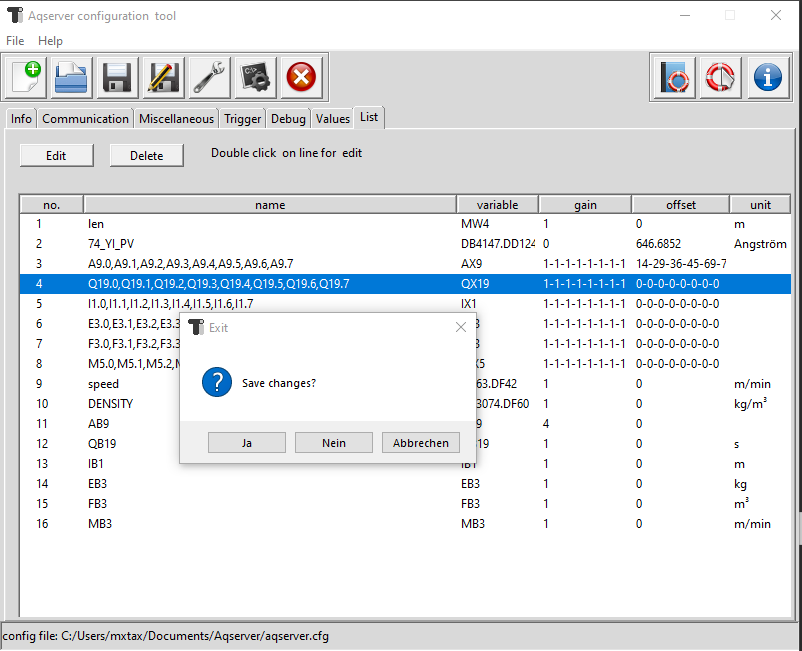 Aqserver configuration tool
File Help
Info Communication Miscellaneous Trigger Debug Values List
Edit Delete Double click on line for edit
no. name variable gain offset unit
1 len MW4 1 0 m
2 74_YI_PV DB4147.DD124 0 646.6852 Angström
3 A9.0,A9.1,A9.2,A9.3,A9.4,A9.5,A9.6,A9.7 AX9 1-1-1-1-1-1-1-1 14-29-36-45-69-7
4 Q19.0,Q19.1,Q19.2,Q19.3,Q19.4,Q19.5,Q19.6,Q19.7 QX19 1-1-1-1-1-1-1-1 0-0-0-0-0-0-0-0
5 I1.0,I1.1,I1.2,I1.3,I1.4,I1.5,I1.6,I1.7 IX1 1-1-1-1-1-1-1-1 0-0-0-0-0-0-0-0
6 E3.0,E3.1,E3.2,E3.3 3 1-1-1-1-1-1-1-1 0-0-0-0-0-0-0-0
7 F3.0,F3.1,F3.2,F3.3 3 1-1-1-1-1-1-1-1 0-0-0-0-0-0-0-0
8 M5.0,M5.1,M5.2,M X5 1-1-1-1-1-1-1-1 0-0-0-0-0-0-0-0
9 speed 63.DF42 1 0 m/min
10 DENSITY 3074.DF60 1 0 kg/m³
11 AB9 9 4 0
12 QB19 19 1 0 s
13 IB1 IB1 1 0 m
14 EB3 EB3 1 0 kg
15 FB3 FB3 1 0 m³
16 MB3 MB3 1 0 m/min
Exit
Save changes?
Ja Nein Abbrechen
config file: C:/Users/mxtax/Documents/Aqserver/aqserver.cfg